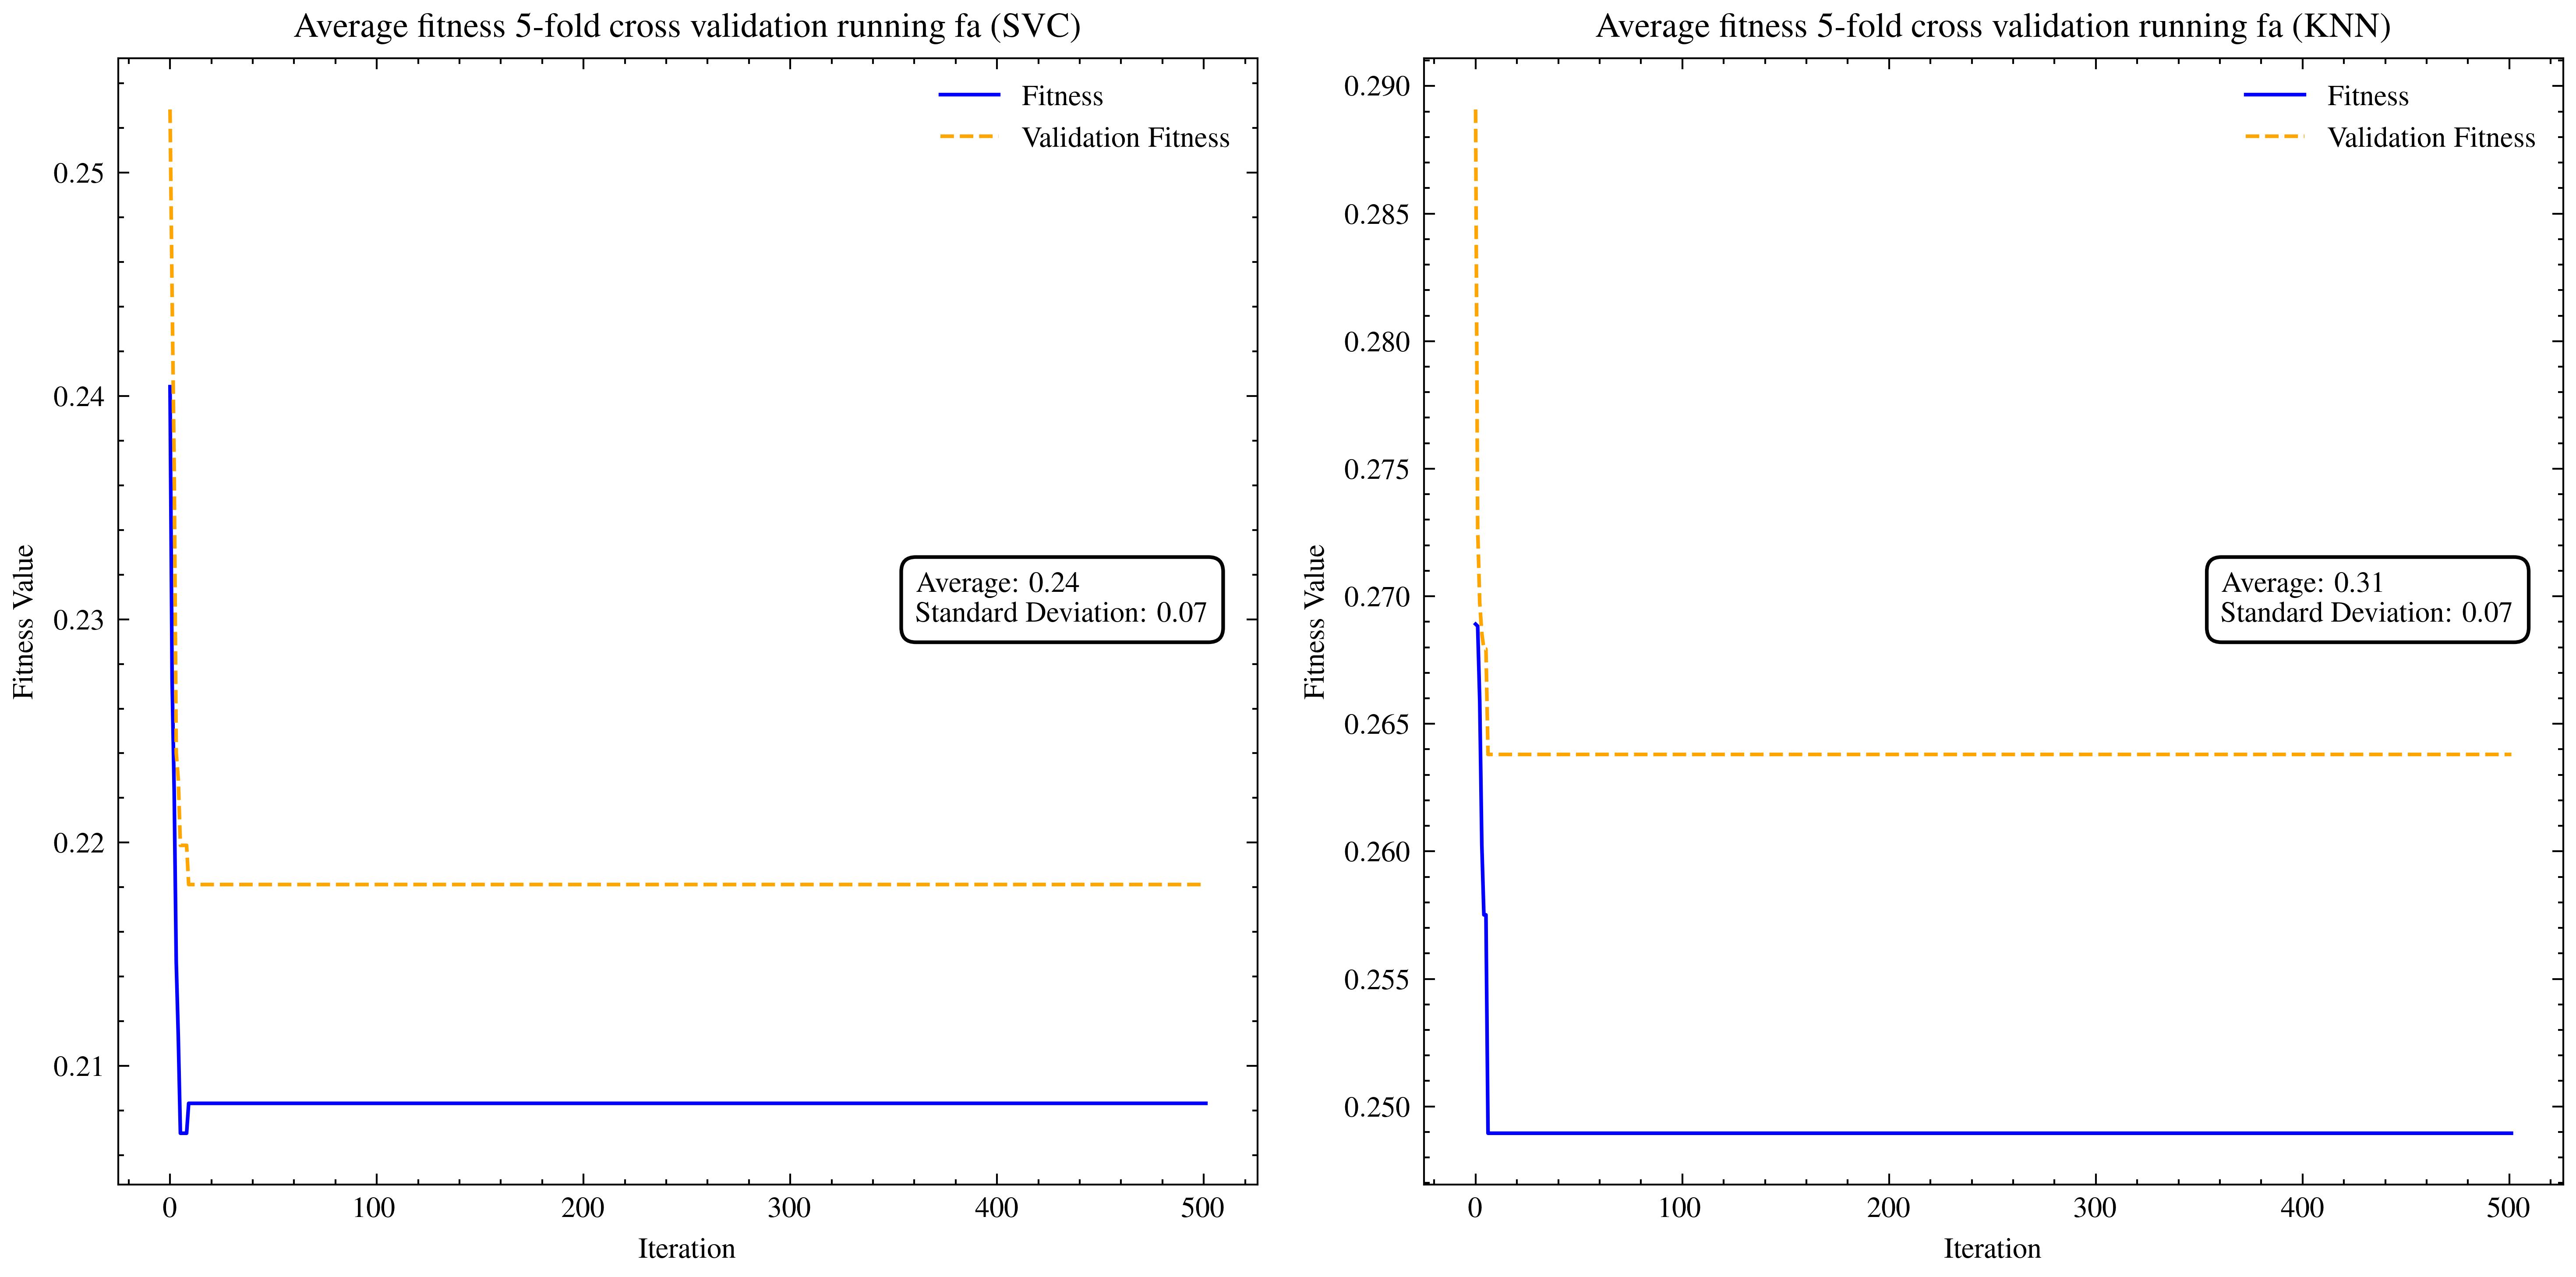 Average fitness 5-fold cross validation running fa (SVC)
Fitness
Validation Fitness
0.25
0.24
0.23
0.22
0.21
Fitness Value
Average: 0.24
Standard Deviation: 0.07
0 100 200 300 400 500
Iteration
Average fitness 5-fold cross validation running fa (KNN)
Fitness
Validation Fitness
0.290
0.285
0.280
0.275
0.270
0.265
0.260
0.255
0.250
Fitness Value
Average: 0.31
Standard Deviation: 0.07
0 100 200 300 400 500
Iteration